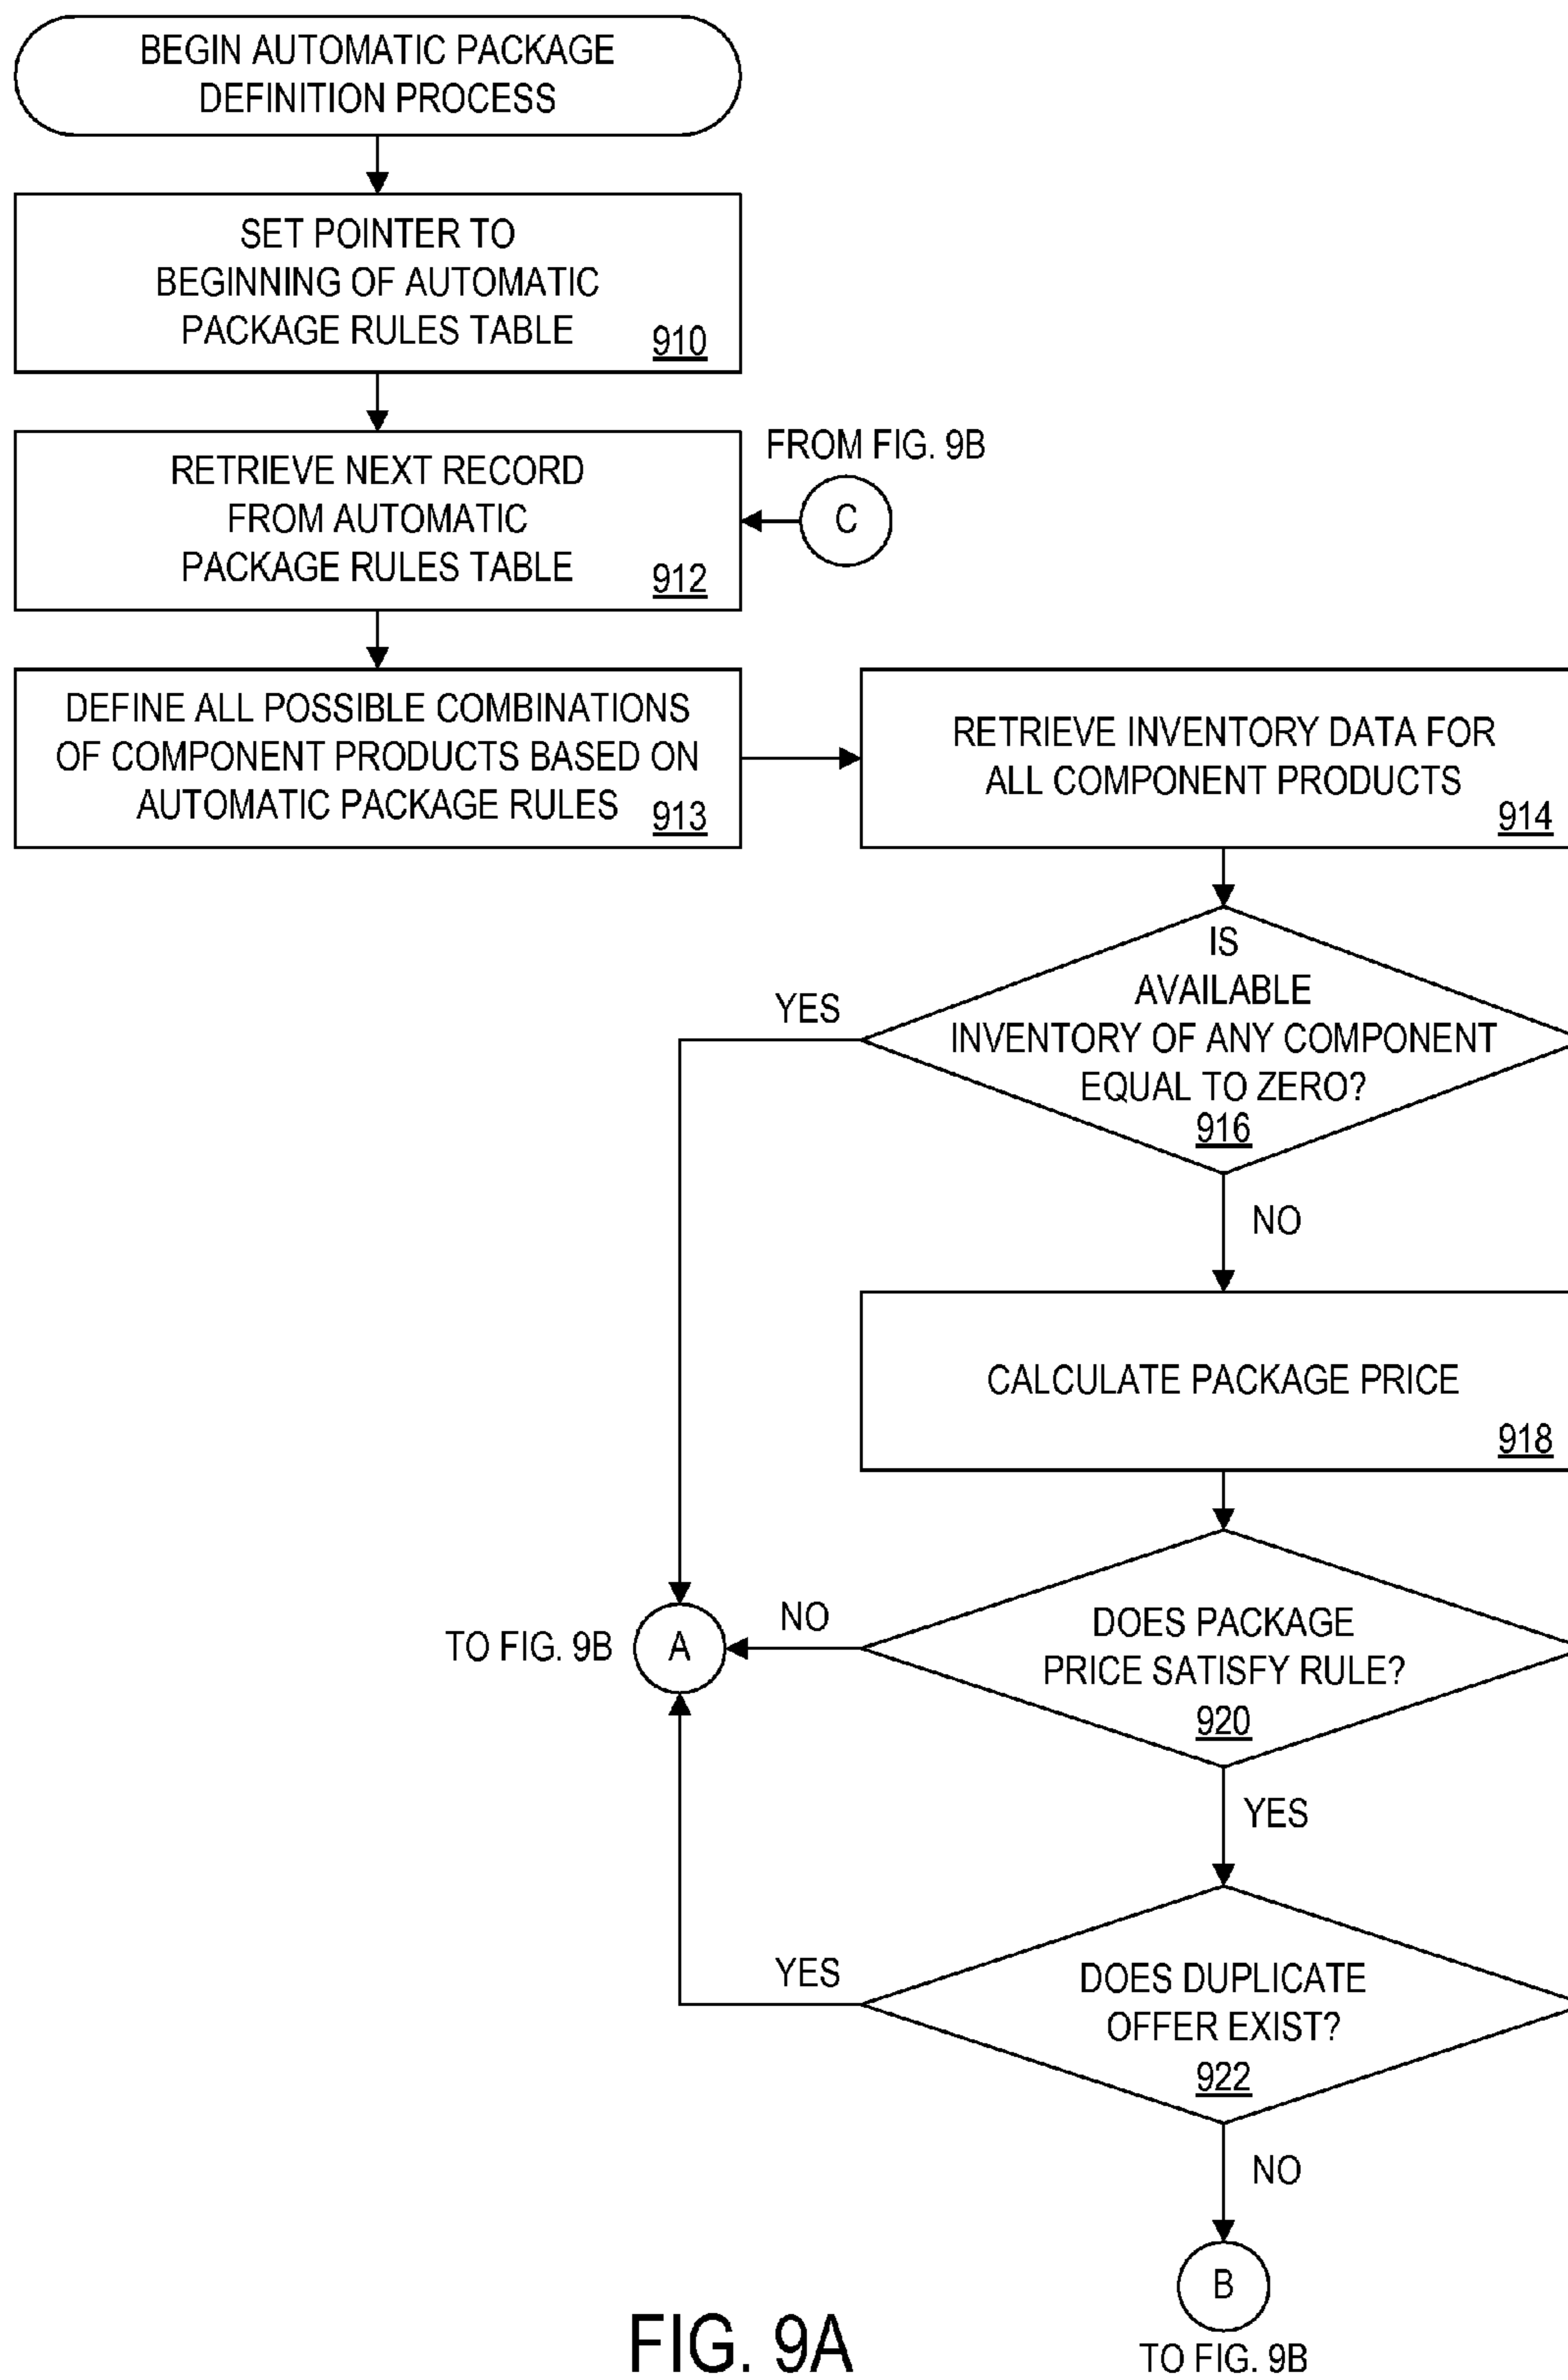 BEGIN AUTOMATIC PACKAGE
DEFINITION PROCESS
SET POINTER TO
BEGINNING OF AUTOMATIC
PACKAGE RULES TABLE
910
FROM FIG. 9B
RETRIEVE NEXT RECORD
FROM AUTOMATIC
PACKAGE RULES TABLE
912
C
DEFINE ALL POSSIBLE COMBINATIONS
OF COMPONENT PRODUCTS BASED ON
AUTOMATIC PACKAGE RULES
913
RETRIEVE INVENTORY DATA FOR
ALL COMPONENT PRODUCTS
914
IS
AVAILABLE
INVENTORY OF ANY COMPONENT
EQUAL TO ZERO?
916
YES
NO
CALCULATE PACKAGE PRICE
918
DOES PACKAGE
PRICE SATISFY RULE?
920
NO
TO FIG. 9B
A
YES
DOES DUPLICATE
OFFER EXIST?
922
YES
NO
B
TO FIG. 9B
FIG. 9A